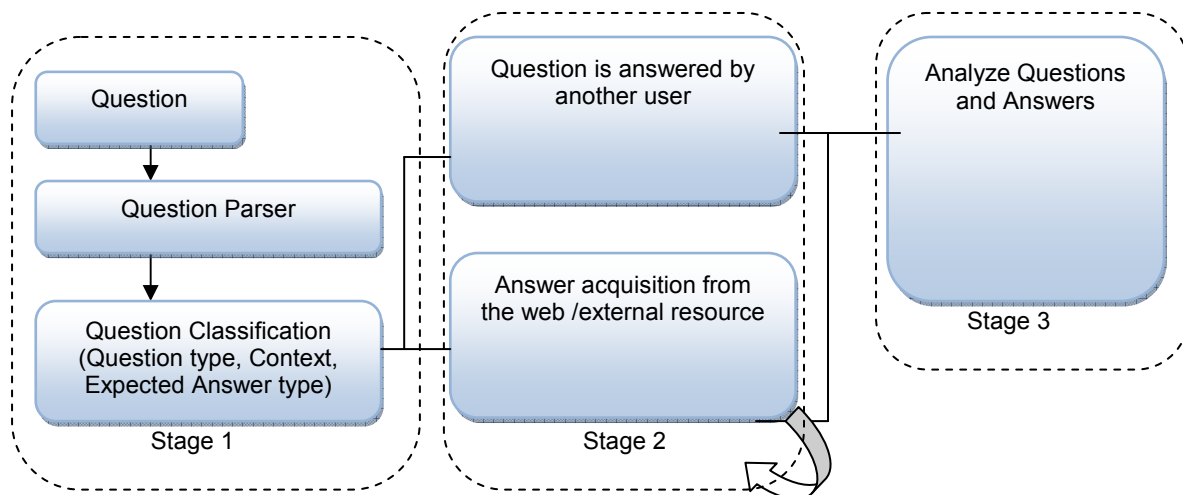 Question
Question Parser
Question Classification
(Question type, Context,
Expected Answer type)
Stage 1
Question is answered by
another user
Answer acquisition from
the web /external resource
Stage 2
Analyze Questions
and Answers
Stage 3